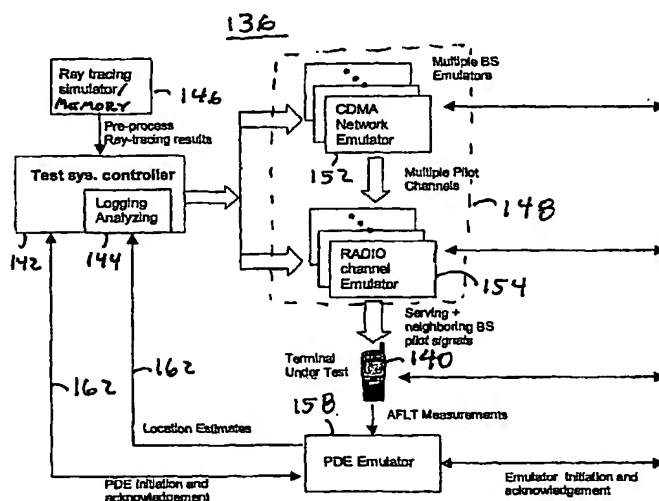 136
Ray tracing
simulator/
MEMORY
146
Pre-process
Ray-tracing results
Test sys. controller
Logging
Analyzing
142
144
Multiple BS
Emulators
CDMA
Network
Emulator
152
Multiple Pilot
Channels
148
RADIO
channel
Emulator
154
Serving +
neighboring BS
pilot signals
Terminal
Under Test
140
162
162
158
AFLT Measurements
Location Estimates
PDE Emulator
PDE Initiation and
acknowledgement
Emulator Initiation and
acknowledgement